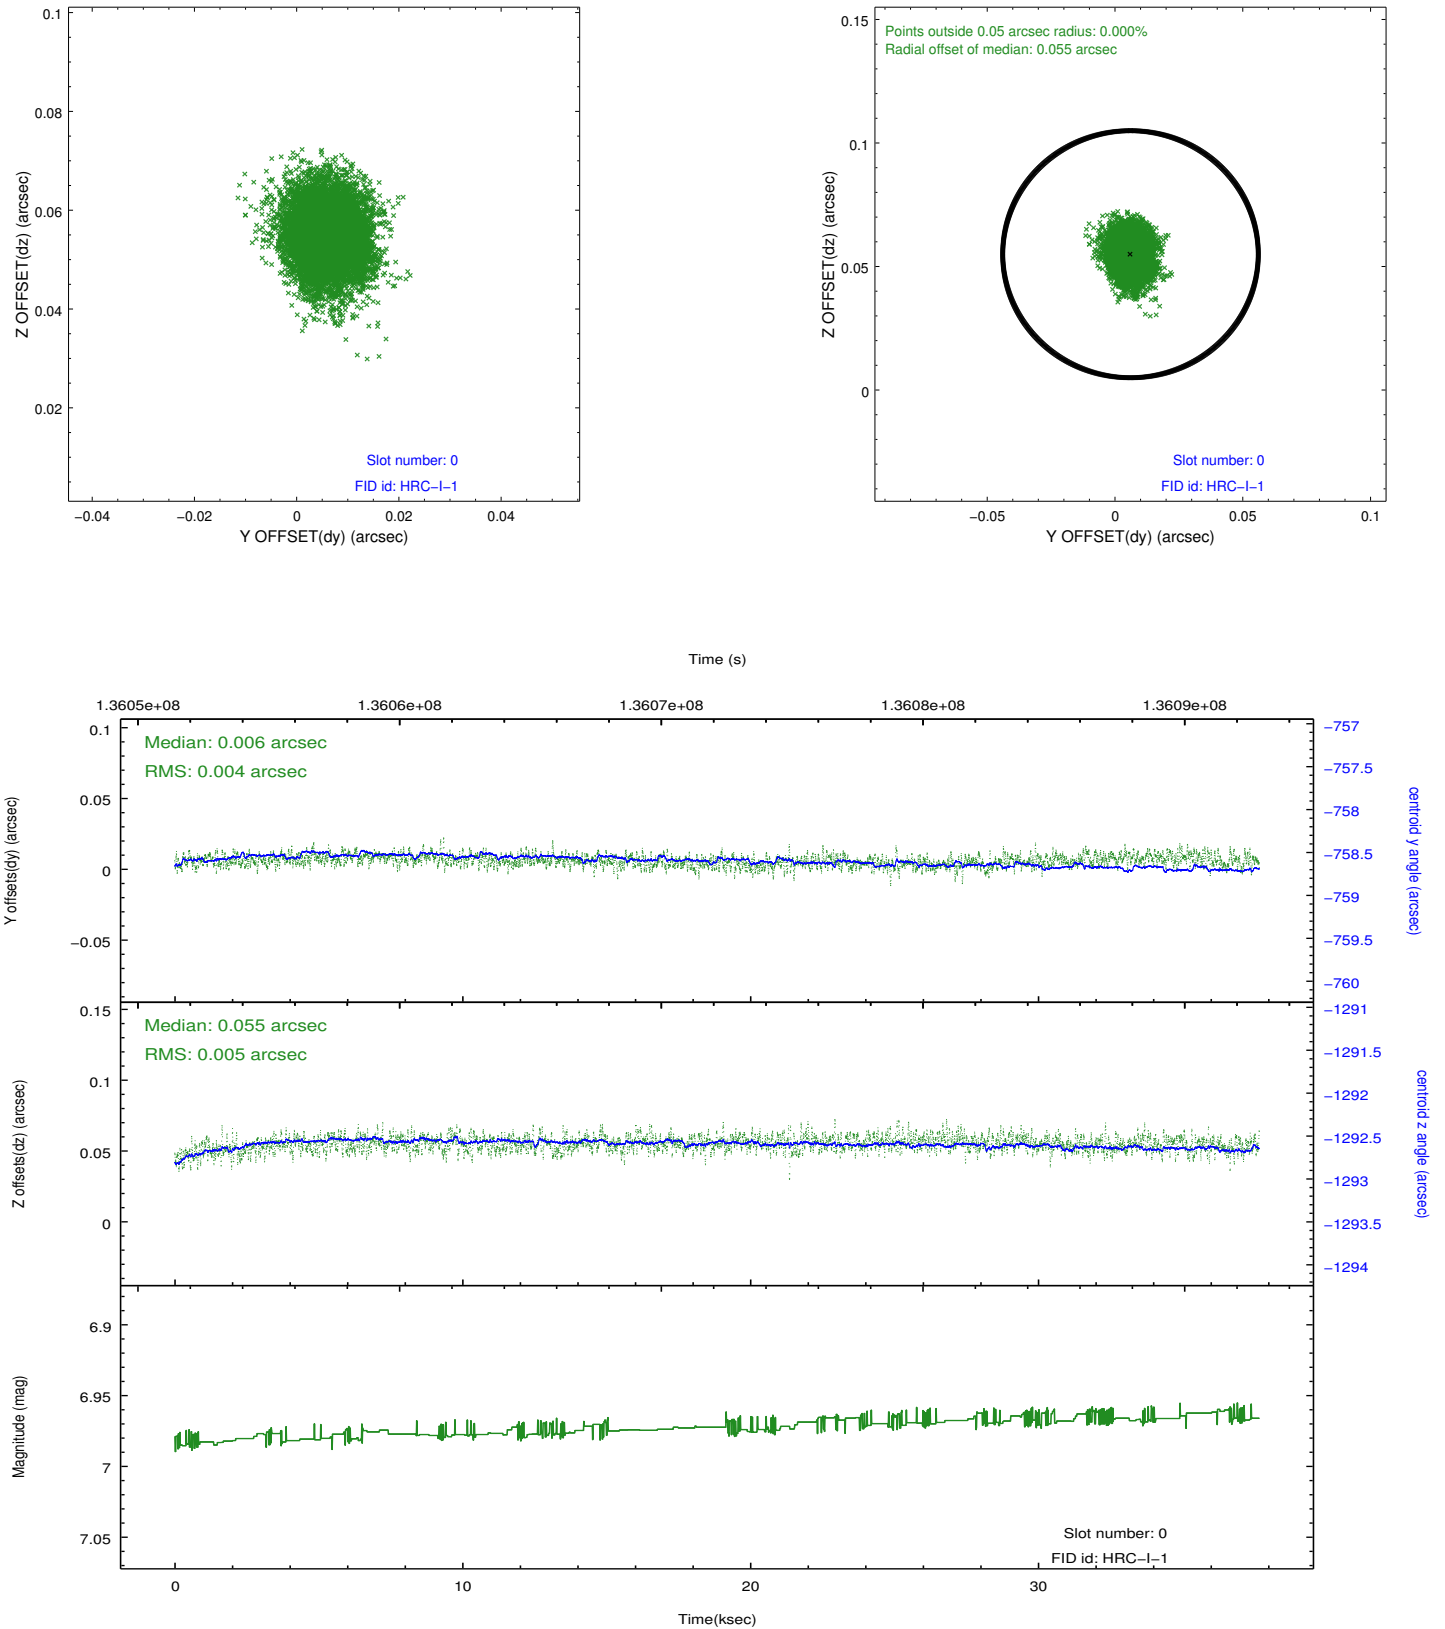 0.1
0.08
0.06
0.04
0.02
Z OFFSET(dz) (arcsec)
Slot number: 0
FID id: HRC−I−1
−0.04 −0.02 0 0.02 0.04
Y OFFSET(dy) (arcsec)
0.15
0.1
0.05
0
Z OFFSET(dz) (arcsec)
Points outside 0.05 arcsec radius: 0.000%
Radial offset of median: 0.055 arcsec
Slot number: 0
FID id: HRC−I−1
−0.05 0 0.05 0.1
Y OFFSET(dy) (arcsec)
Time (s)
1.3605e+08 1.3606e+08 1.3607e+08 1.3608e+08 1.3609e+08
0.1
0.05
0
−0.05
Y offsets(dy) (arcsec)
Median: 0.006 arcsec
RMS: 0.004 arcsec
−757
−757.5
−758
−758.5
−759
−759.5
−760
centroid y angle (arcsec)
0.15
0.1
0.05
0
Z offsets(dz) (arcsec)
Median: 0.055 arcsec
RMS: 0.005 arcsec
−1291
−1291.5
−1292
−1292.5
−1293
−1293.5
−1294
centroid z angle (arcsec)
6.9
6.95
7
7.05
Magnitude (mag)
Slot number: 0
FID id: HRC−I−1
0 10 20 30
Time(ksec)